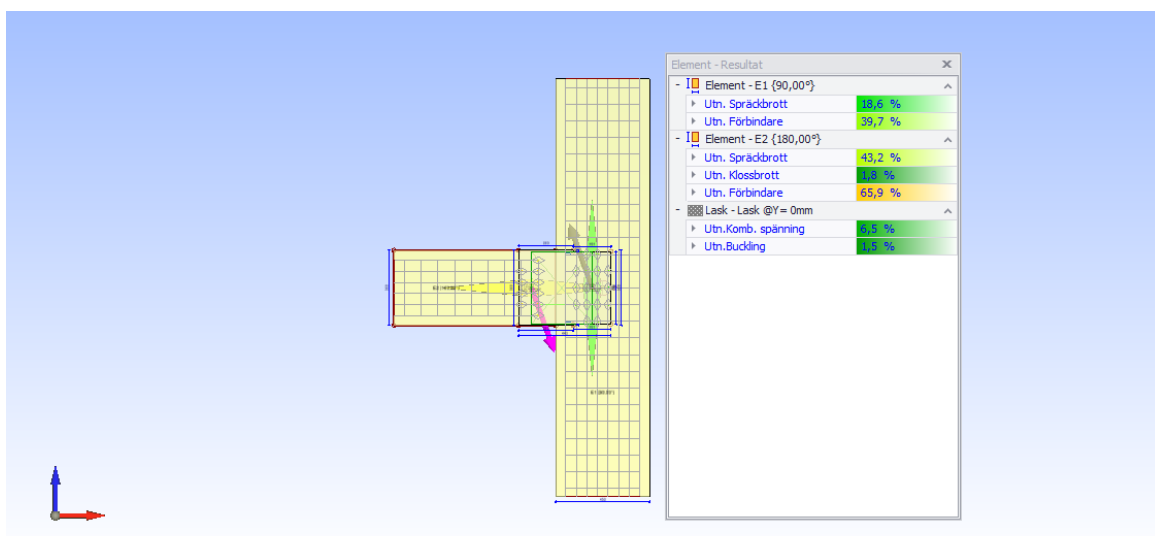 Element - Resultat
Element - E1 {90,00°}
Utn. Spräckbrott 18,6 %
Utn. Förbindare 39,7 %
Element - E2 {180,00°}
Utn. Spräckbrott 43,2 %
Utn. Klossbrott 1,8 %
Utn. Förbindare 65,9 %
Lask - Lask @Y= 0mm
Utn.Komb. spänning 6,5 %
Utn.Buckling 1,5 %